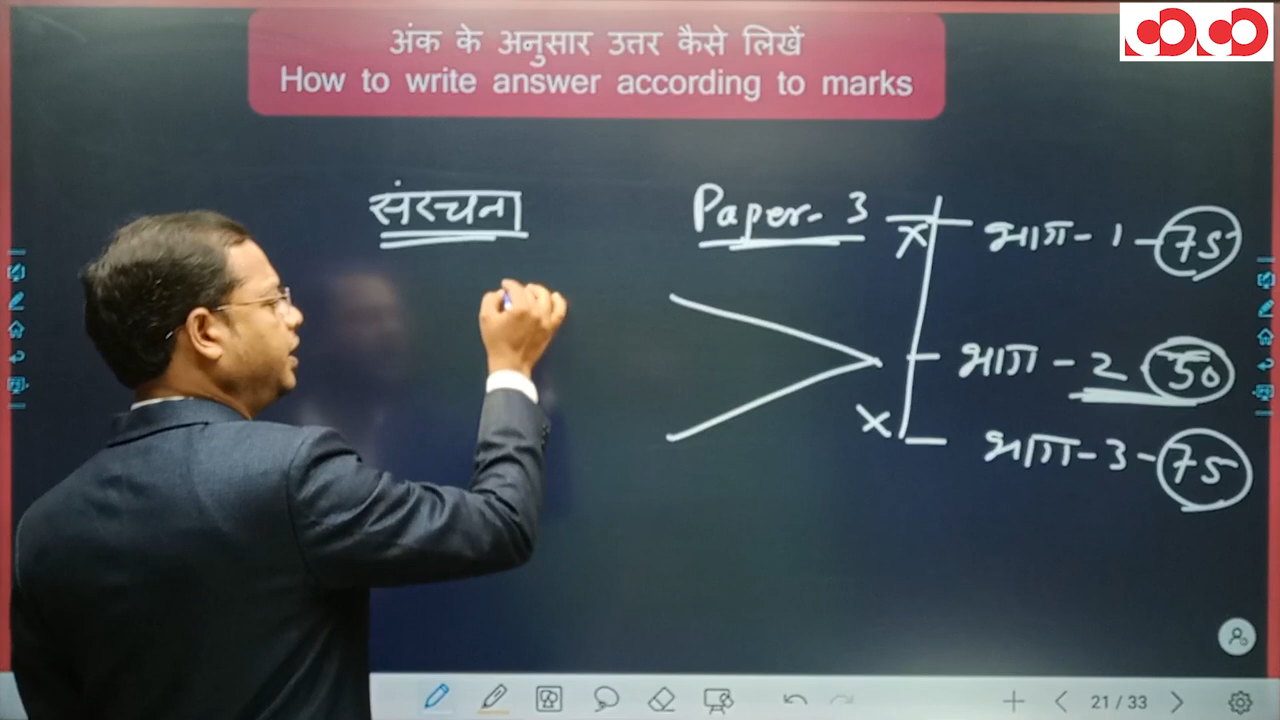 अंक के अनुसार उत्तर कैसे लिखें
How to write answer according to marks
संरचना
Paper- 3
x भाग- 1 - 75
भाग - 2 50
x भाग- 3 - 75
21 / 33